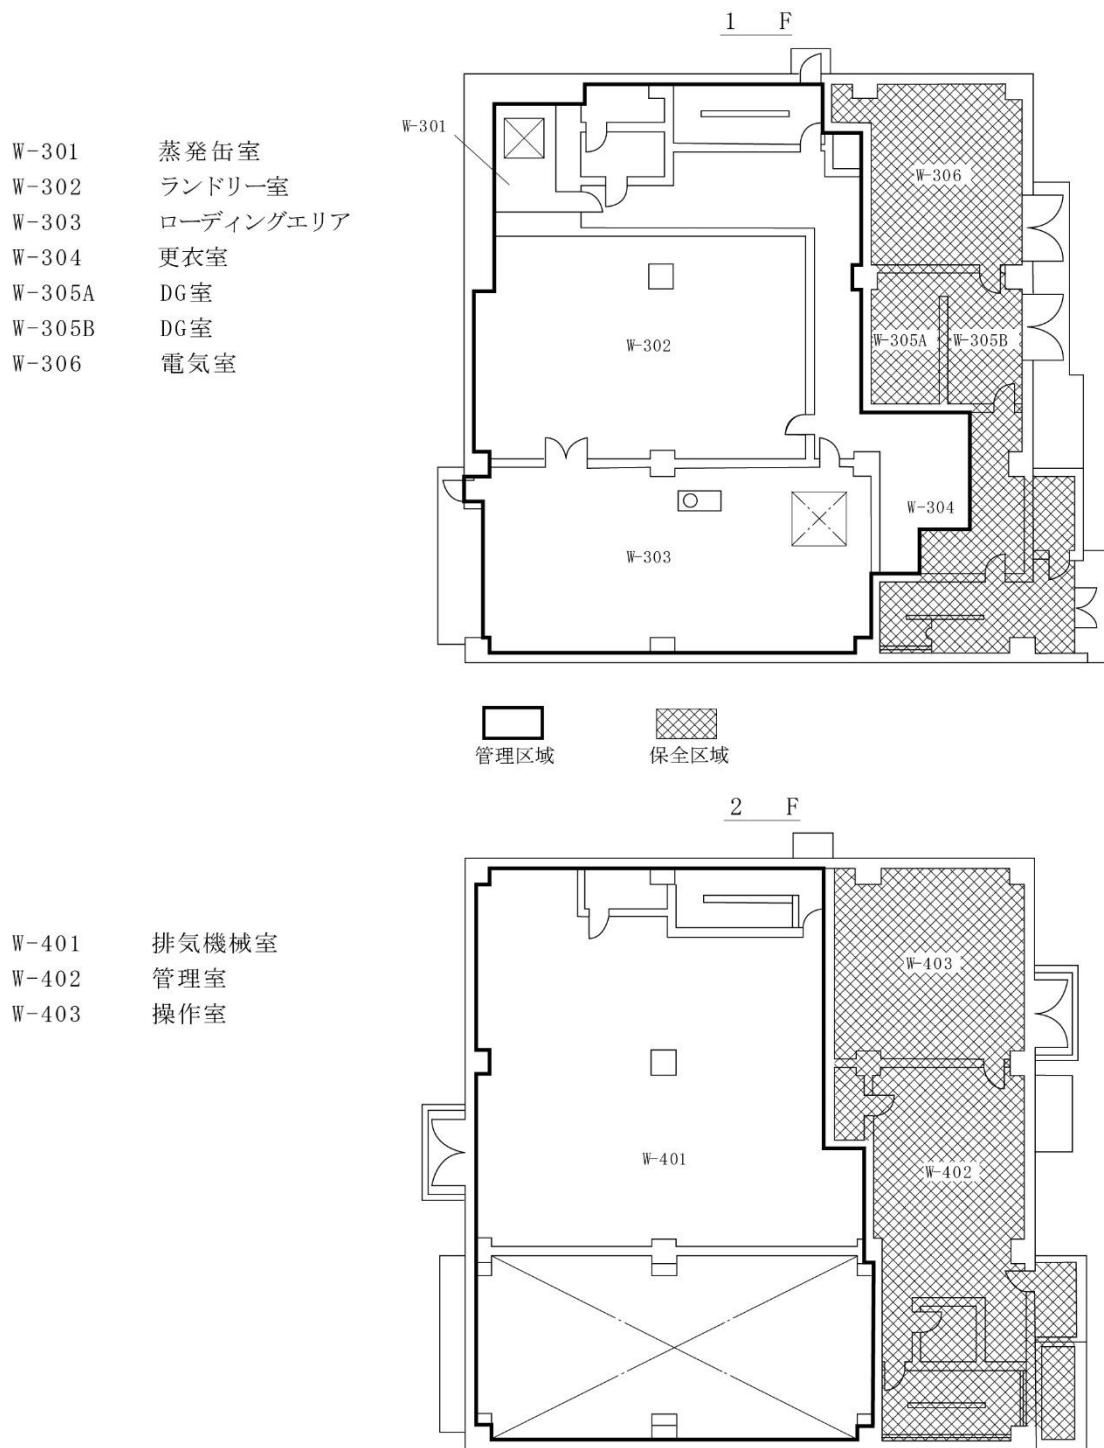 1 F
W-301 蒸発缶室
W-302 ランドリー室
W-303 ローディングエリア
W-304 更衣室
W-305A DG室
W-305B DG室
W-306 電気室
W-301
W-306
W-302
W-305A
W-305B
W-304
W-303
管理区域
保全区域
2 F
W-401 排気機械室
W-402 管理室
W-403 操作室
W-403
W-401
W-402